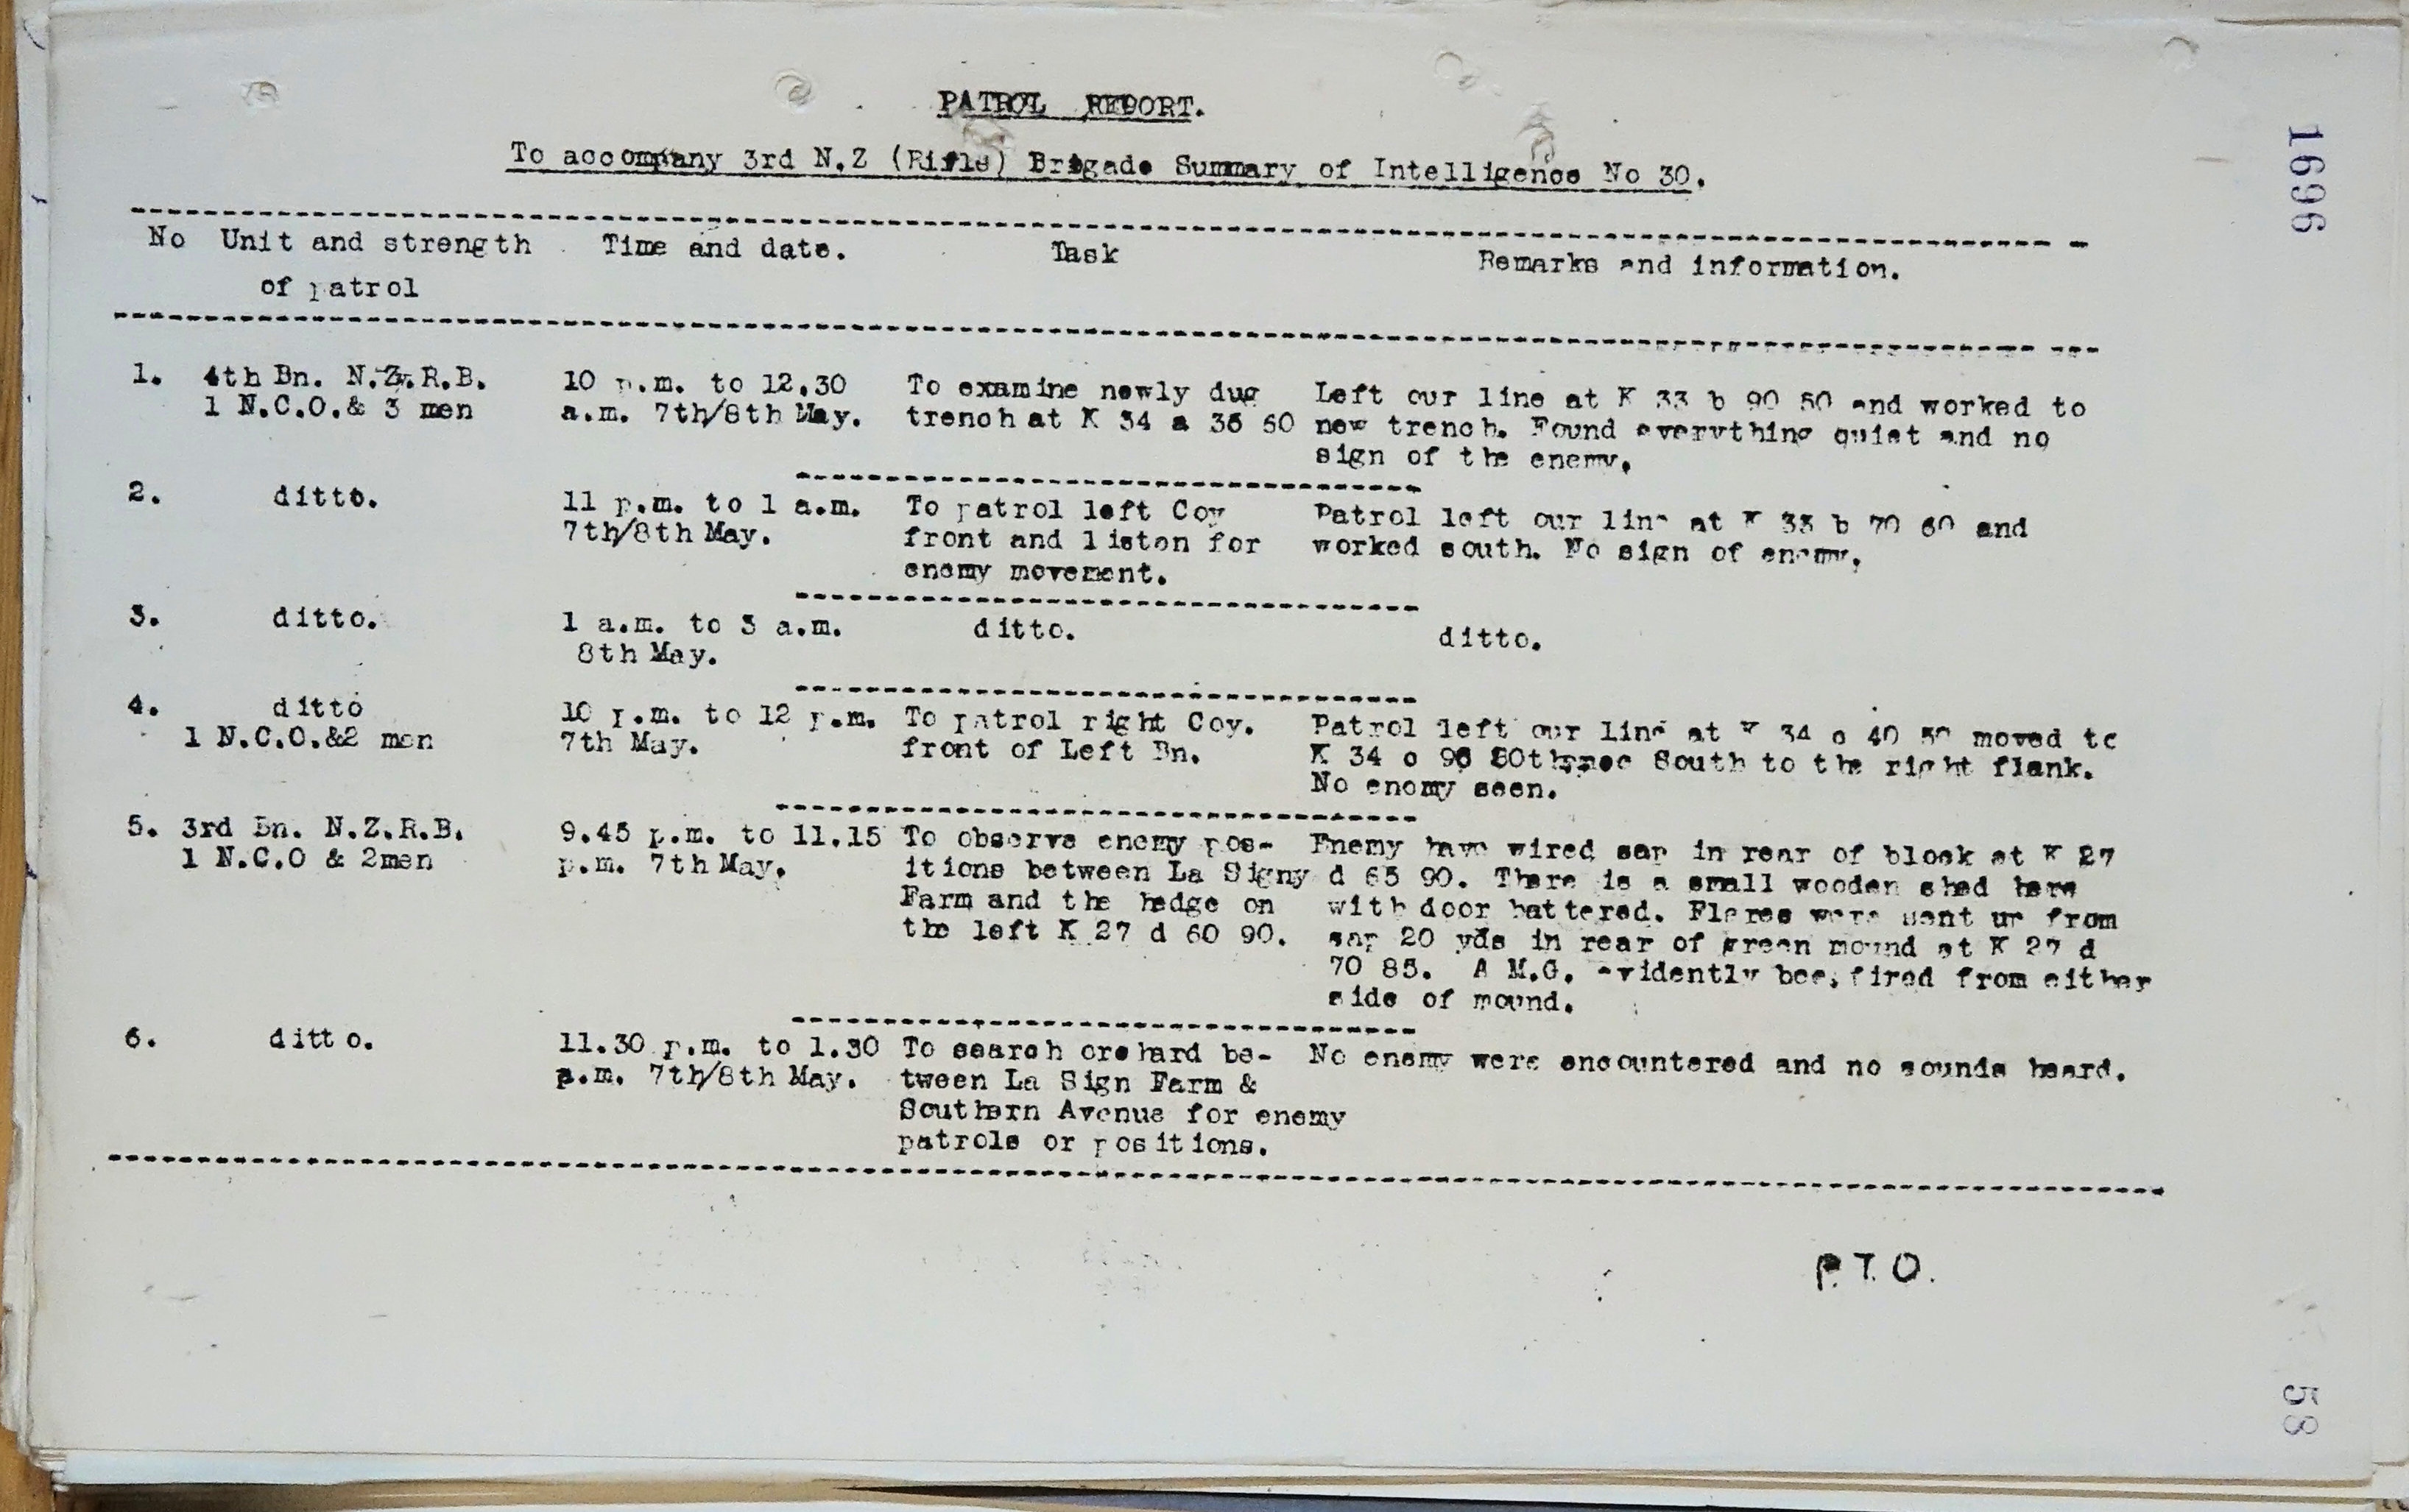 PATROL REPORT.
To accompany 3rd N.Z (Rifle) Brigade Summary of Intelligence No 30.
1696
No Unit and strength Time and date. Task Remarks and information.
of patrol
1. 4th Bn. N.Z.R.B.
1 N.C.O.& 3 men
10 p.m. to 12.30
a.m. 7th/8th May.
To examine newly dug
trench at K 34 a 35 60
Left our line at K 33 b 90 50 and worked to
new trench. Found everything quiet and no
sign of the enemy.
2. ditto.
11 p.m. to 1 a.m.
7th/8th May.
To patrol left Coy
front and listen for
enemy movement.
Patrol left our line at K 33 b 70 60 and
worked south. No sign of enemy.
3. ditto.
1 a.m. to 3 a.m.
8th May.
ditto.
ditto.
4. ditto
1 N.C.O.&2 men
10 p.m. to 12 p.m.
7th May.
To patrol right Coy.
front of Left Bn.
Patrol left our line at K 34 c 40 50 moved to
K 34 c 96 80 thence South to the right flank.
No enemy seen.
5. 3rd Bn. N.Z.R.B.
1 N.C.O & 2men
9.45 p.m. to 11.15
p.m. 7th May.
To observe enemy pos-
itions between La Signy
Farm and the hedge on
the left K 27 d 60 90.
Enemy have wired sap in rear of block at K 27
d 65 90. There is a small wooden shed here
with door battered. Flares were sent up from
sap 20 yds in rear of green mound at K 27 d
70 85. A M.G. evidently fired from either
side of mound.
6. ditto.
11.30 p.m. to 1.30
a.m. 7th/8th May.
To search orchard be-
tween La Sign Farm &
Southern Avenue for enemy
patrols or positions.
No enemy were encountered and no sounds heard.
P.T.O.
58